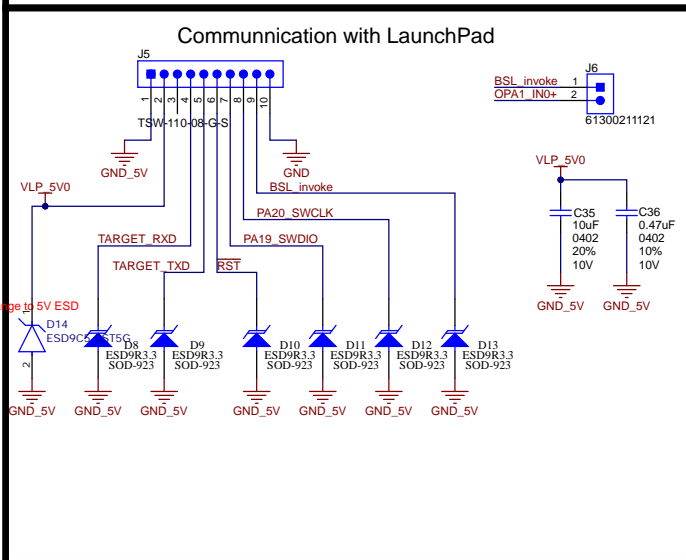 Communnication with LaunchPad
J5
1 2 3 4 5 6 7 8 9 10
TSW-110-08-G-S
GND_5V
GND
J6
BSL_invoke 1
OPA1_IN0+ 2
61300211121
VLP_5V0
BSL_invoke
PA20_SWCLK
TARGET_RXD
PA19_SWDIO
TARGET_TXD
RST
VLP_5V0
C35
10uF
0402
20%
10V
C36
0.47uF
0402
10%
10V
GND_5V
GND_5V
to 5V ESD
1
D14
2
D8
ESD9R3.3
SOD-923
D9
ESD9R3.3
SOD-923
D10
ESD9R3.3
SOD-923
D11
ESD9R3.3
SOD-923
D12
ESD9R3.3
SOD-923
D13
ESD9R3.3
SOD-923
GND_5V
GND_5V
GND_5V
GND_5V
GND_5V
GND_5V
GND_5V